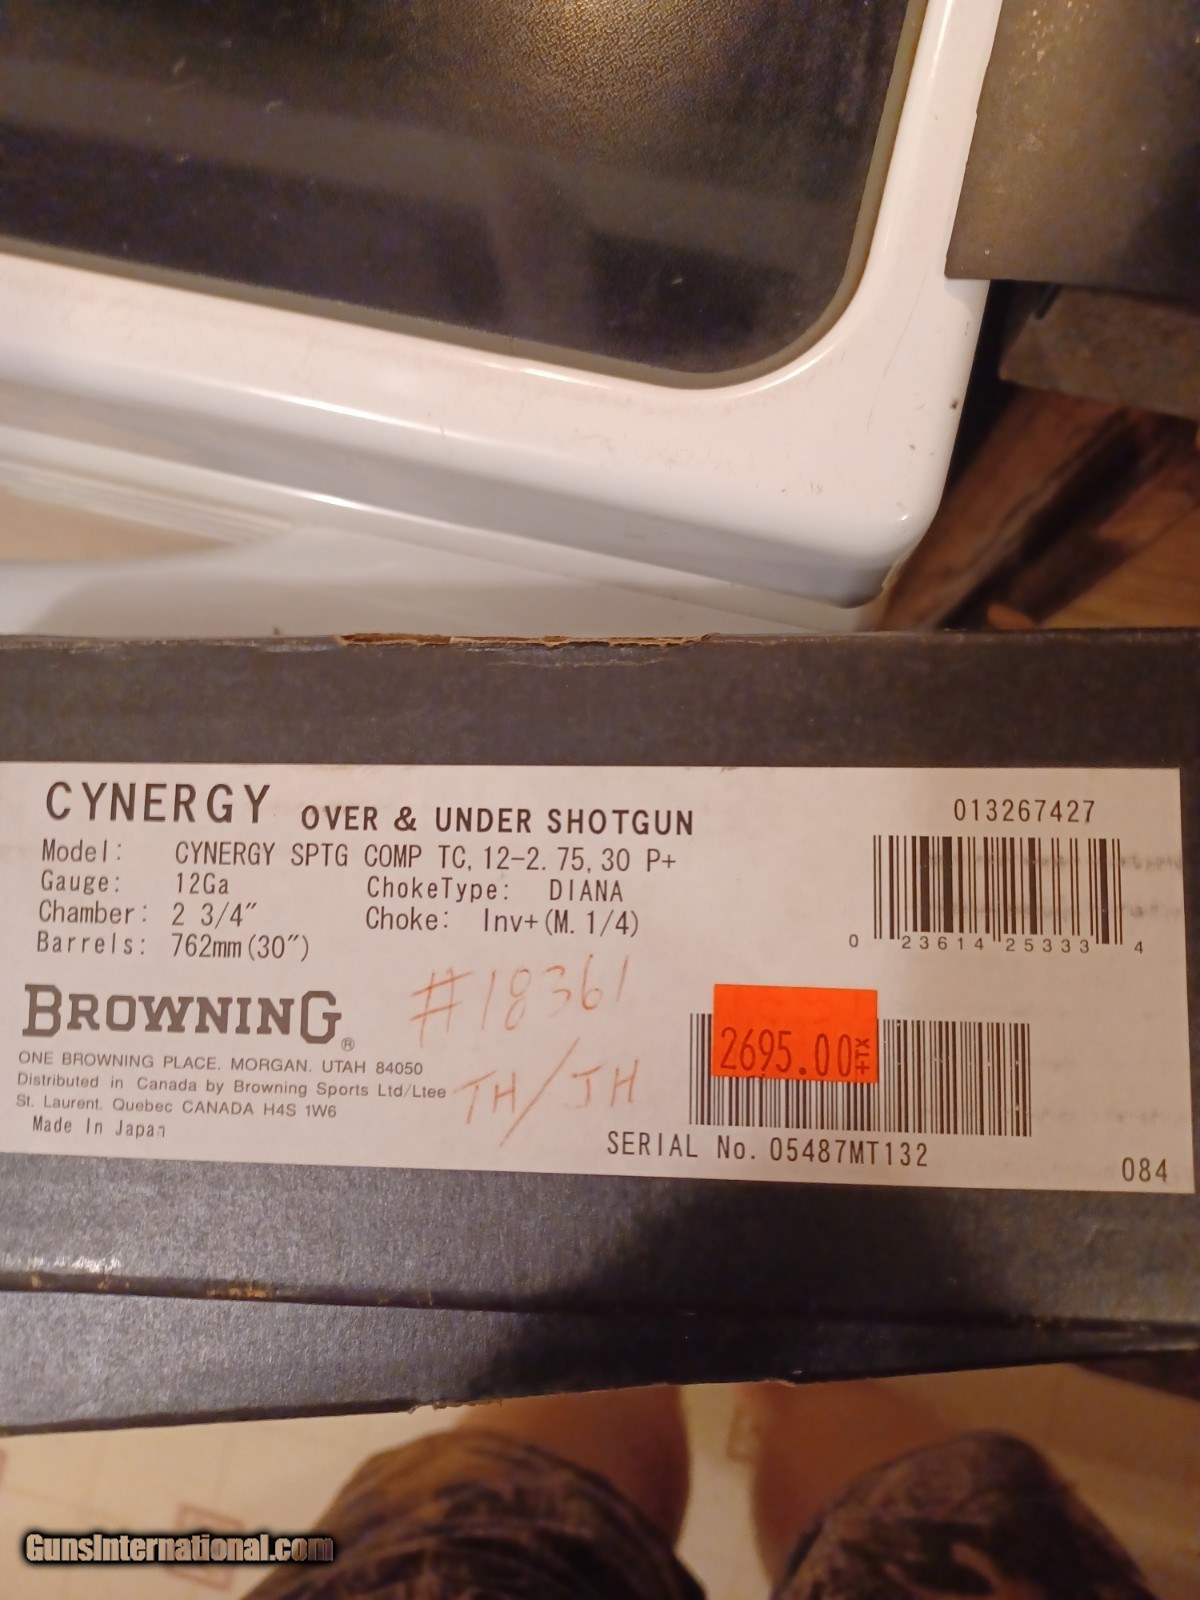 CYNERGY OVER & UNDER SHOTGUN
013267427
Model: CYNERGY SPTG COMP TC, 12-2.75, 30 P+
Gauge: 12Ga ChokeType: DIANA
Chamber: 2 3/4" Choke: Inv+(M. 1/4)
Barrels: 762mm(30")
0 23614 25333 4
BROWNING®
#18361
ONE BROWNING PLACE, MORGAN, UTAH 84050
Distributed in Canada by Browning Sports Ltd/Ltee
St. Laurent, Quebec CANADA H4S 1W6
Made In Japan
TH/JH
2695.00+TX
SERIAL No. 05487MT132
084
GunsInternational.com